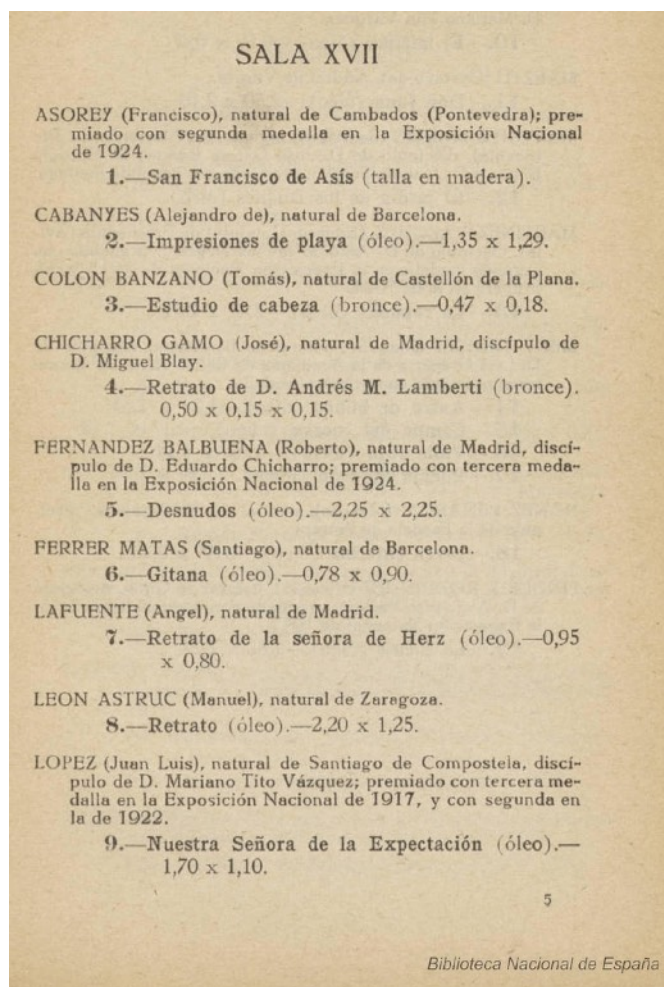 SALA XVII
ASOREY (Francisco), natural de Cambados (Pontevedra); pre-
miado con segunda medalla en la Exposición Nacional
de 1924.
1.—San Francisco de Asís (talla en madera).
CABANYES (Alejandro de), natural de Barcelona.
2.—Impresiones de playa (óleo).—1,35 x 1,29.
COLON BANZANO (Tomás), natural de Castellón de la Plana.
3.—Estudio de cabeza (bronce).—0,47 x 0,18.
CHICHARRO GAMO (José), natural de Madrid, discípulo de
D. Miguel Blay.
4.—Retrato de D. Andrés M. Lamberti (bronce).
0,50 x 0,15 x 0,15.
FERNANDEZ BALBUENA (Roberto), natural de Madrid, discí-
pulo de D. Eduardo Chicharro; premiado con tercera meda-
lla en la Exposición Nacional de 1924.
5.—Desnudos (óleo).—2,25 x 2,25.
FERRER MATAS (Santiago), natural de Barcelona.
6.—Gitana (óleo).—0,78 x 0,90.
LAFUENTE (Angel), natural de Madrid.
7.—Retrato de la señora de Herz (óleo).—0,95
x 0,80.
LEON ASTRUC (Manuel), natural de Zaragoza.
8.—Retrato (óleo).—2,20 x 1,25.
LOPEZ (Juan Luis), natural de Santiago de Compostela, discí-
pulo de D. Mariano Tito Vázquez; premiado con tercera me-
dalla en la Exposición Nacional de 1917, y con segunda en
la de 1922.
9.—Nuestra Señora de la Expectación (óleo).—
1,70 x 1,10.
5
Biblioteca Nacional de España